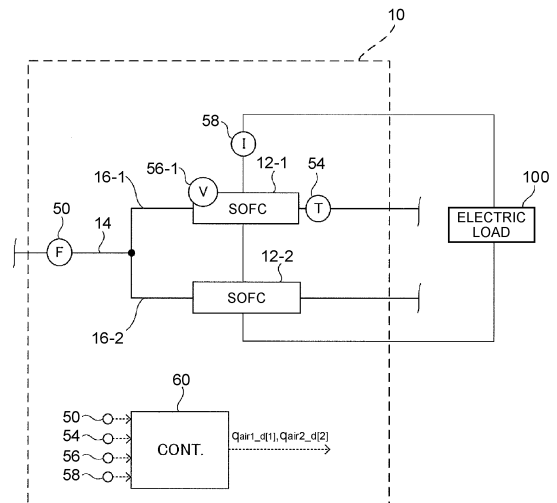 10
58
I
56-1
12-1
54
16-1
V
SOFC
T
100
ELECTRIC
LOAD
50
14
F
12-2
SOFC
16-2
60
50
54
56
58
CONT.
qair1_d[1],qair2_d[2]